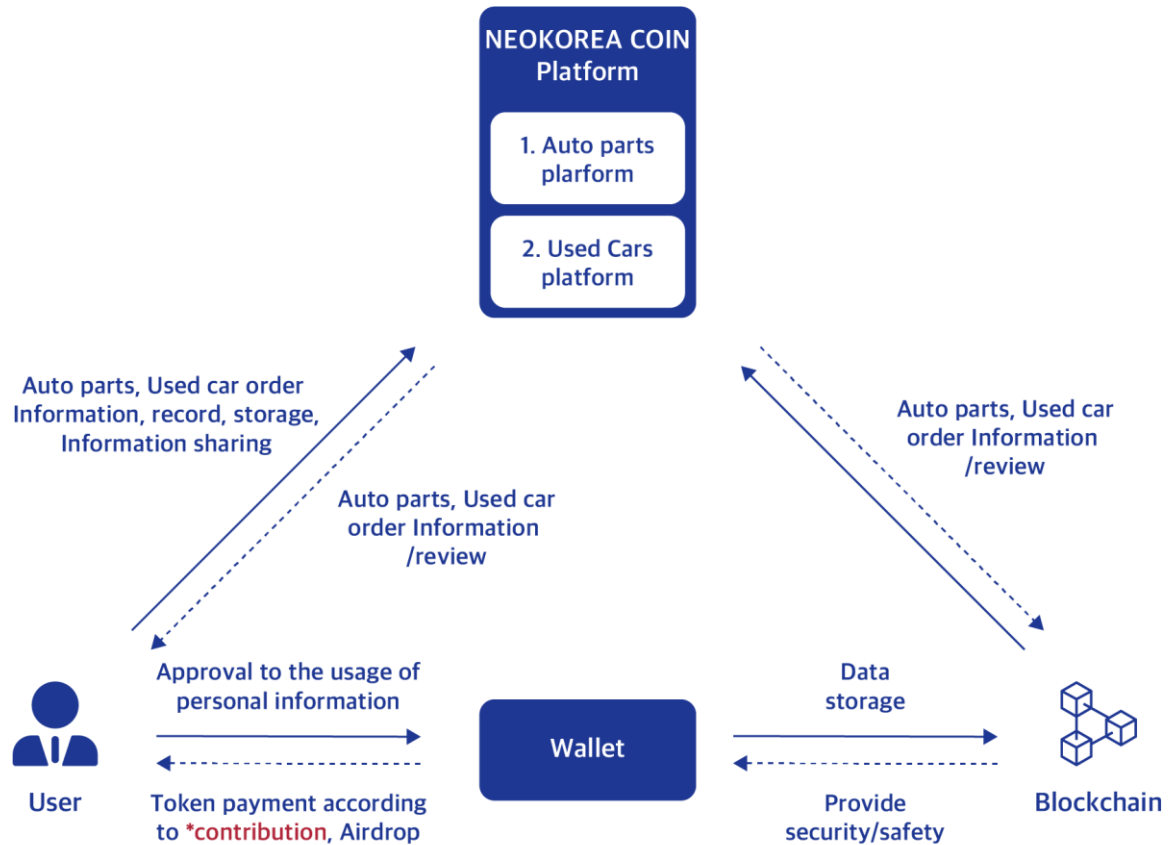 NEOKOREA COIN
Platform
1. Auto parts
plarform
2. Used Cars
platform
Auto parts, Used car order
Information, record, storage,
Information sharing
Auto parts, Used car
order Information
/review
Auto parts, Used car
order Information
/review
Approval to the usage of
personal information
Data
storage
Wallet
User
Blockchain
Token payment according
to *contribution, Airdrop
Provide
security/safety